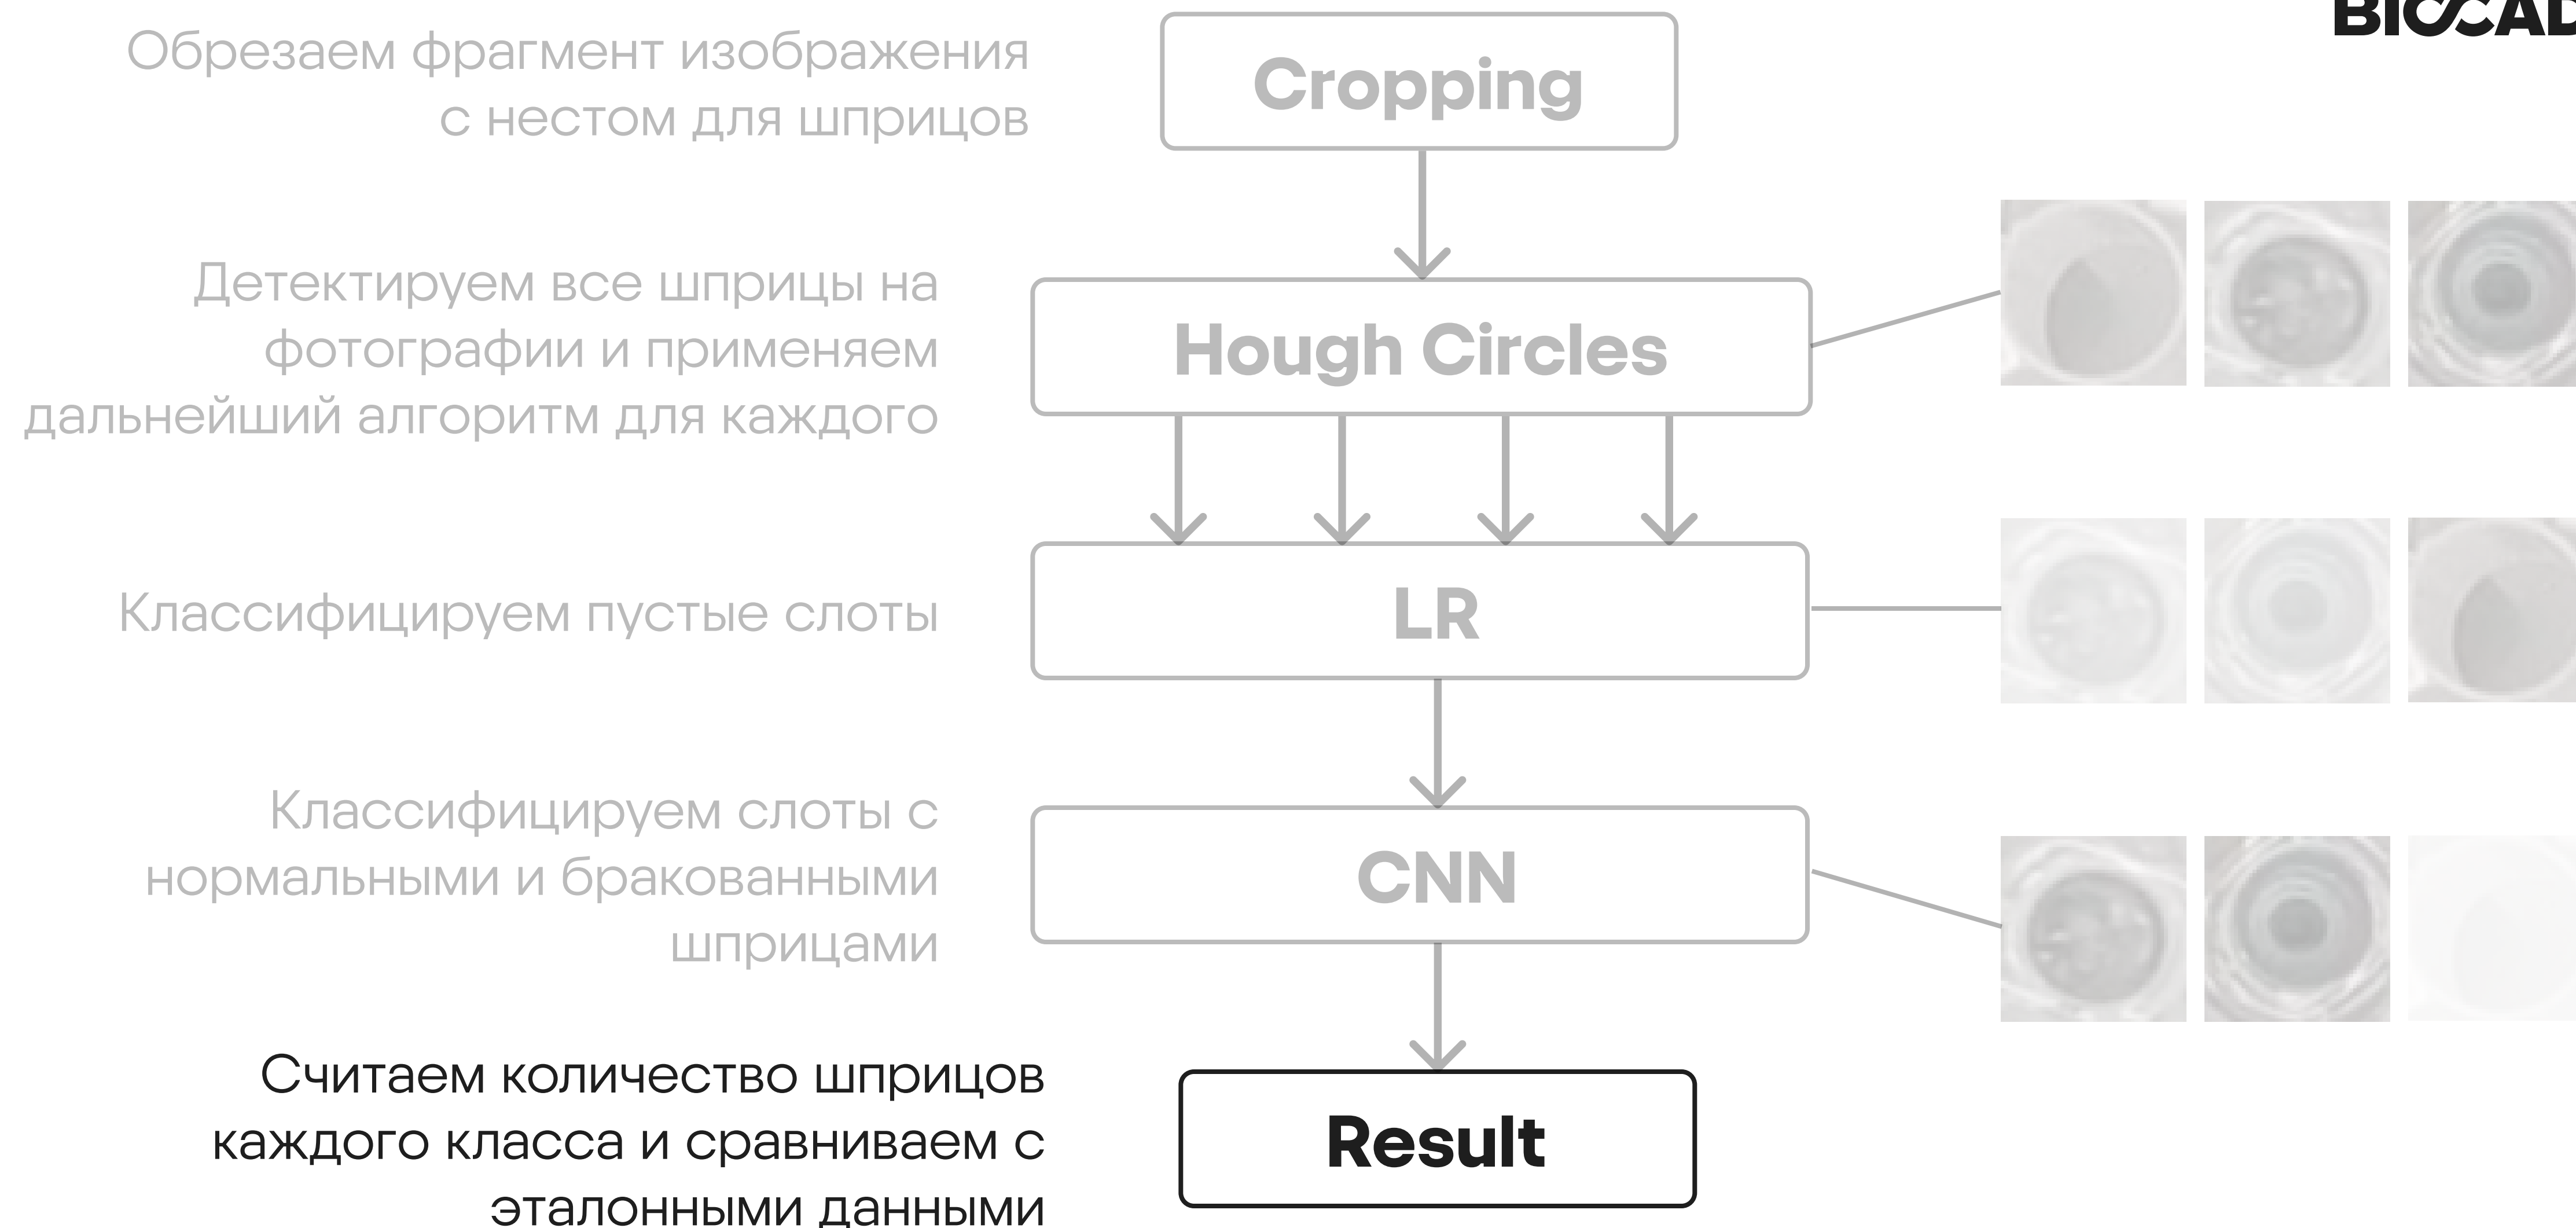 BIOCAD
Обрезаем фрагмент изображения
с нестом для шприцов
Cropping
Детектируем все шприцы на
фотографии и применяем
дальнейший алгоритм для каждого
Hough Circles
Классифицируем пустые слоты
LR
Классифицируем слоты с
нормальными и бракованными
шприцами
CNN
Считаем количество шприцов
каждого класса и сравниваем с
эталонными данными
Result